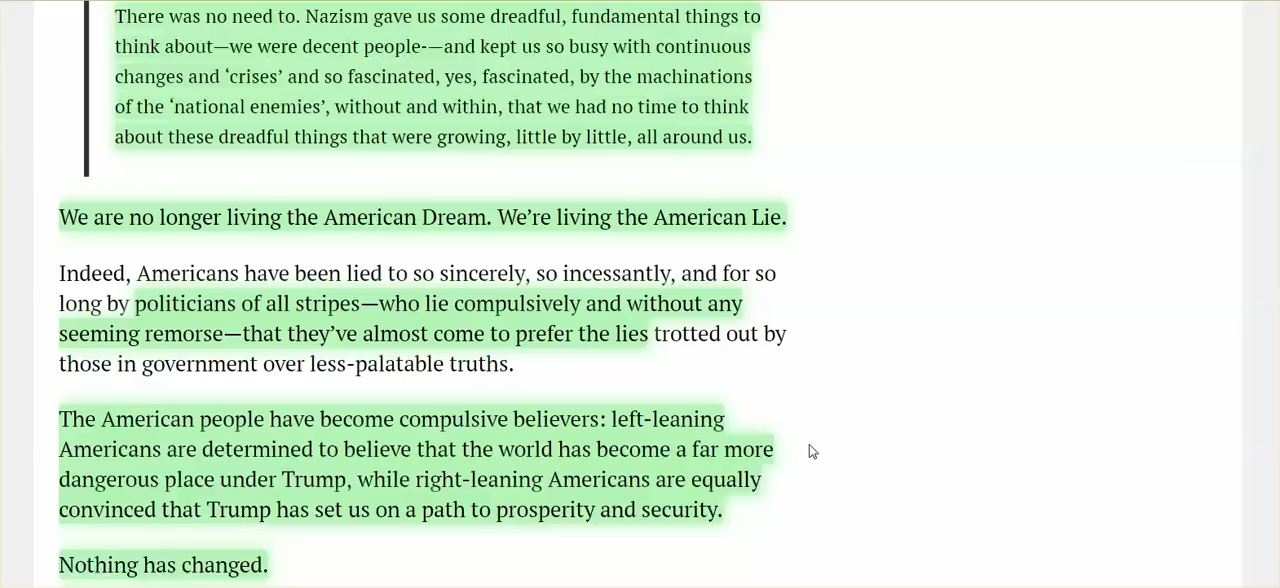 There was no need to. Nazism gave us some dreadful, fundamental things to
think about—we were decent people-—and kept us so busy with continuous
changes and ‘crises’ and so fascinated, yes, fascinated, by the machinations
of the ‘national enemies’, without and within, that we had no time to think
about these dreadful things that were growing, little by little, all around us.
We are no longer living the American Dream. We’re living the American Lie.
Indeed, Americans have been lied to so sincerely, so incessantly, and for so
long by politicians of all stripes—who lie compulsively and without any
seeming remorse—that they’ve almost come to prefer the lies trotted out by
those in government over less-palatable truths.
The American people have become compulsive believers: left-leaning
Americans are determined to believe that the world has become a far more
dangerous place under Trump, while right-leaning Americans are equally
convinced that Trump has set us on a path to prosperity and security.
Nothing has changed.